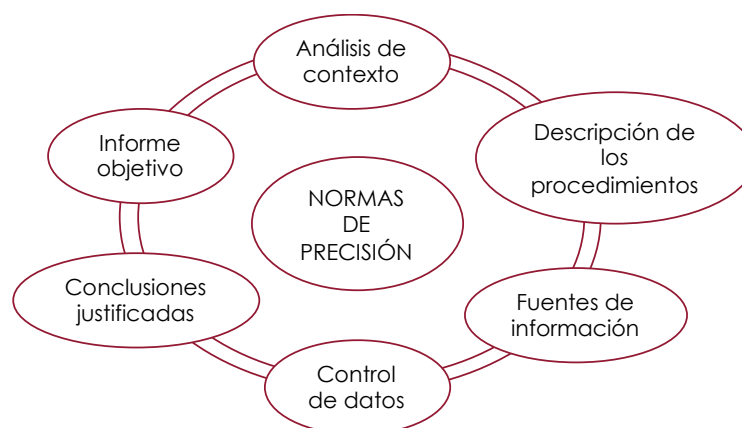 Análisis de
contexto
Descripción de
los
procedimientos
Fuentes de
información
Control
de datos
Conclusiones
justificadas
Informe
objetivo
NORMAS
DE
PRECISIÓN